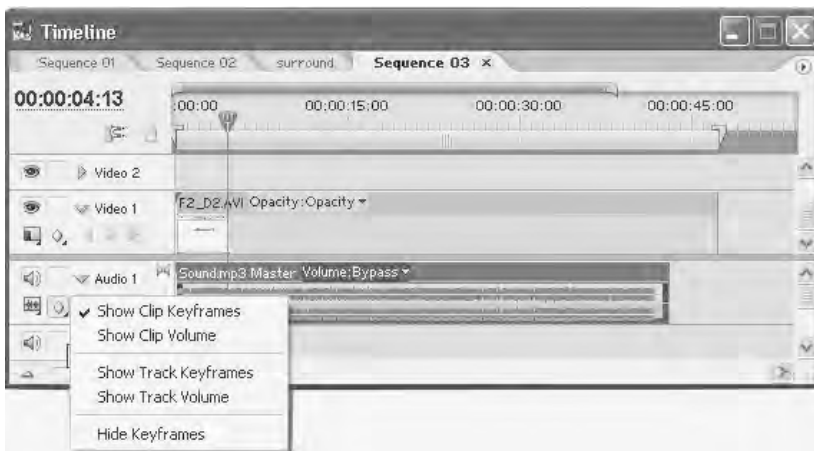 Timeline
Sequence 01 Sequence 02 surround Sequence 03 ×
00:00:04:13
:00:00 00:00:15:00 00:00:30:00 00:00:45:00
Video 2
Video 1
F2_D2.AVI Opacity:Opacity
Audio 1
Sound.mp3 Master Volume:Bypass
Show Clip Keyframes
Show Clip Volume
Show Track Keyframes
Show Track Volume
Hide Keyframes